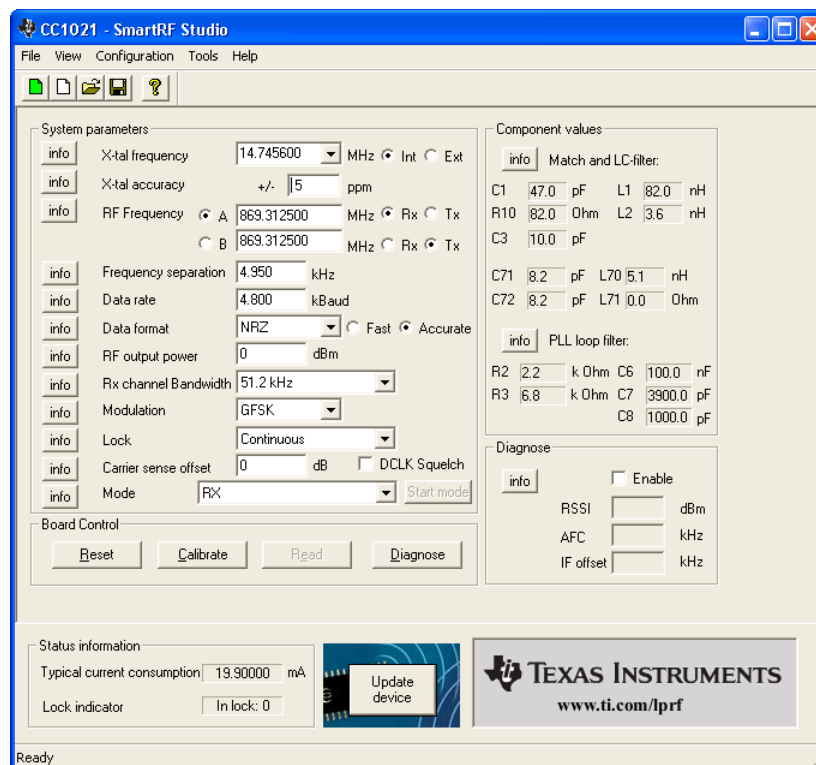 CC1021 - SmartRF Studio
File View Configuration Tools Help
System parameters
info X-tal frequency 14.745600 MHz Int Ext
info X-tal accuracy +/- 5 ppm
info RF Frequency A 869.312500 MHz Rx Tx
B 869.312500 MHz Rx Tx
info Frequency separation 4.950 kHz
info Data rate 4.800 kBaud
info Data format NRZ Fast Accurate
info RF output power 0 dBm
info Rx channel Bandwidth 51.2 kHz
info Modulation GFSK
info Lock Continuous
info Carrier sense offset 0 dB DCLK Squelch
info Mode RX Start mode
Board Control
Reset Calibrate Read Diagnose
Component values
info Match and LC-filter:
C1 47.0 pF L1 82.0 nH
R10 82.0 Ohm L2 3.6 nH
C3 10.0 pF
C71 8.2 pF L70 5.1 nH
C72 8.2 pF L71 0.0 Ohm
info PLL loop filter:
R2 2.2 k Ohm C6 100.0 nF
R3 6.8 k Ohm C7 3900.0 pF
C8 1000.0 pF
Diagnose
info Enable
RSSI dBm
AFC kHz
IF offset kHz
Status information
Typical current consumption 19.90000 mA
Lock indicator In lock: 0
Update
device
TEXAS INSTRUMENTS
www.ti.com/lprf
Ready